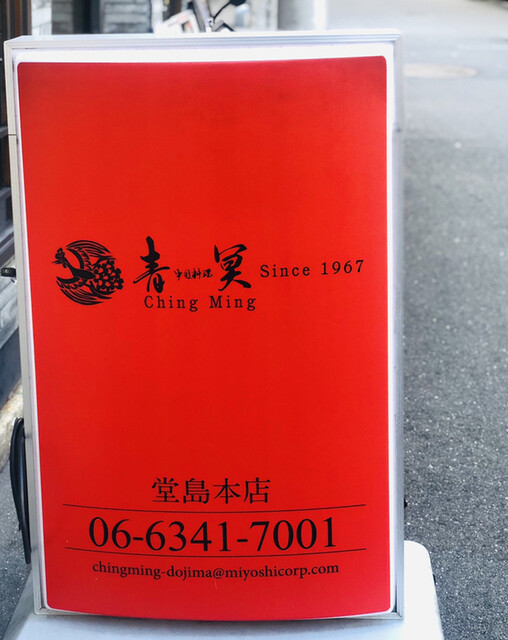 青 中国料理 冥 Since 1967
Ching Ming
堂島本店
06-6341-7001
chingming-dojima@miyoshicorp.com